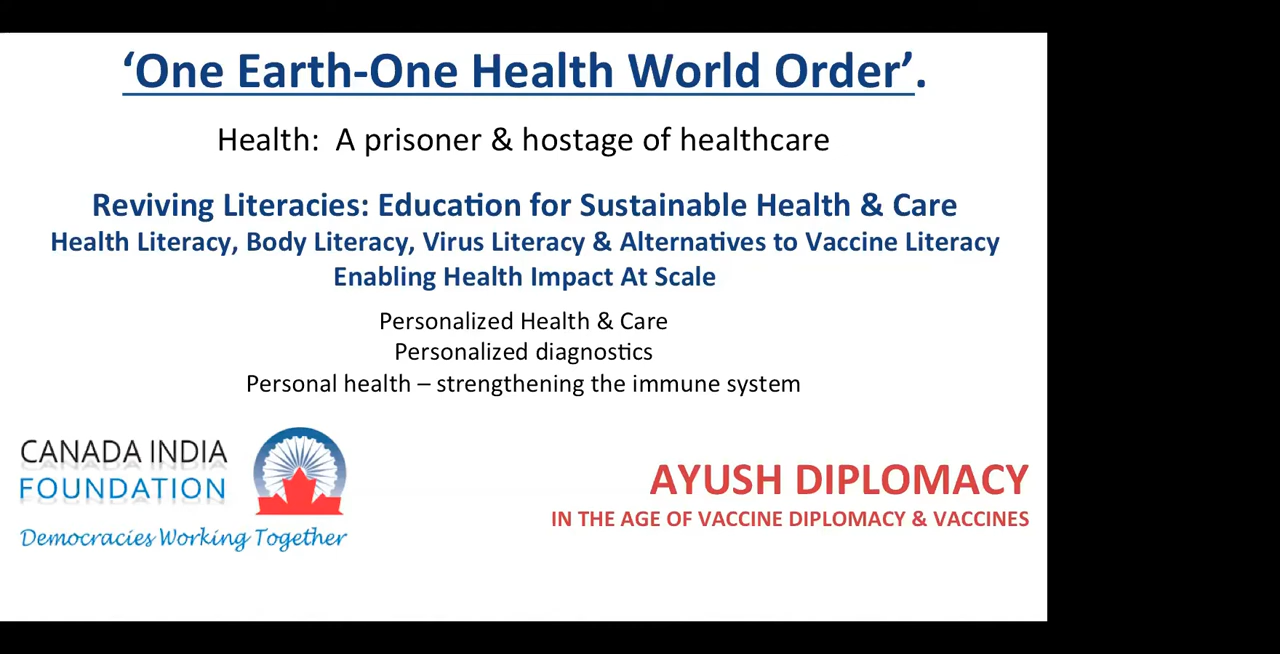 ‘One Earth-One Health World Order’.
Health: A prisoner & hostage of healthcare
Reviving Literacies: Education for Sustainable Health & Care
Health Literacy, Body Literacy, Virus Literacy & Alternatives to Vaccine Literacy
Enabling Health Impact At Scale
Personalized Health & Care
Personalized diagnostics
Personal health – strengthening the immune system
CANADA INDIA
FOUNDATION
Democracies Working Together
AYUSH DIPLOMACY
IN THE AGE OF VACCINE DIPLOMACY & VACCINES